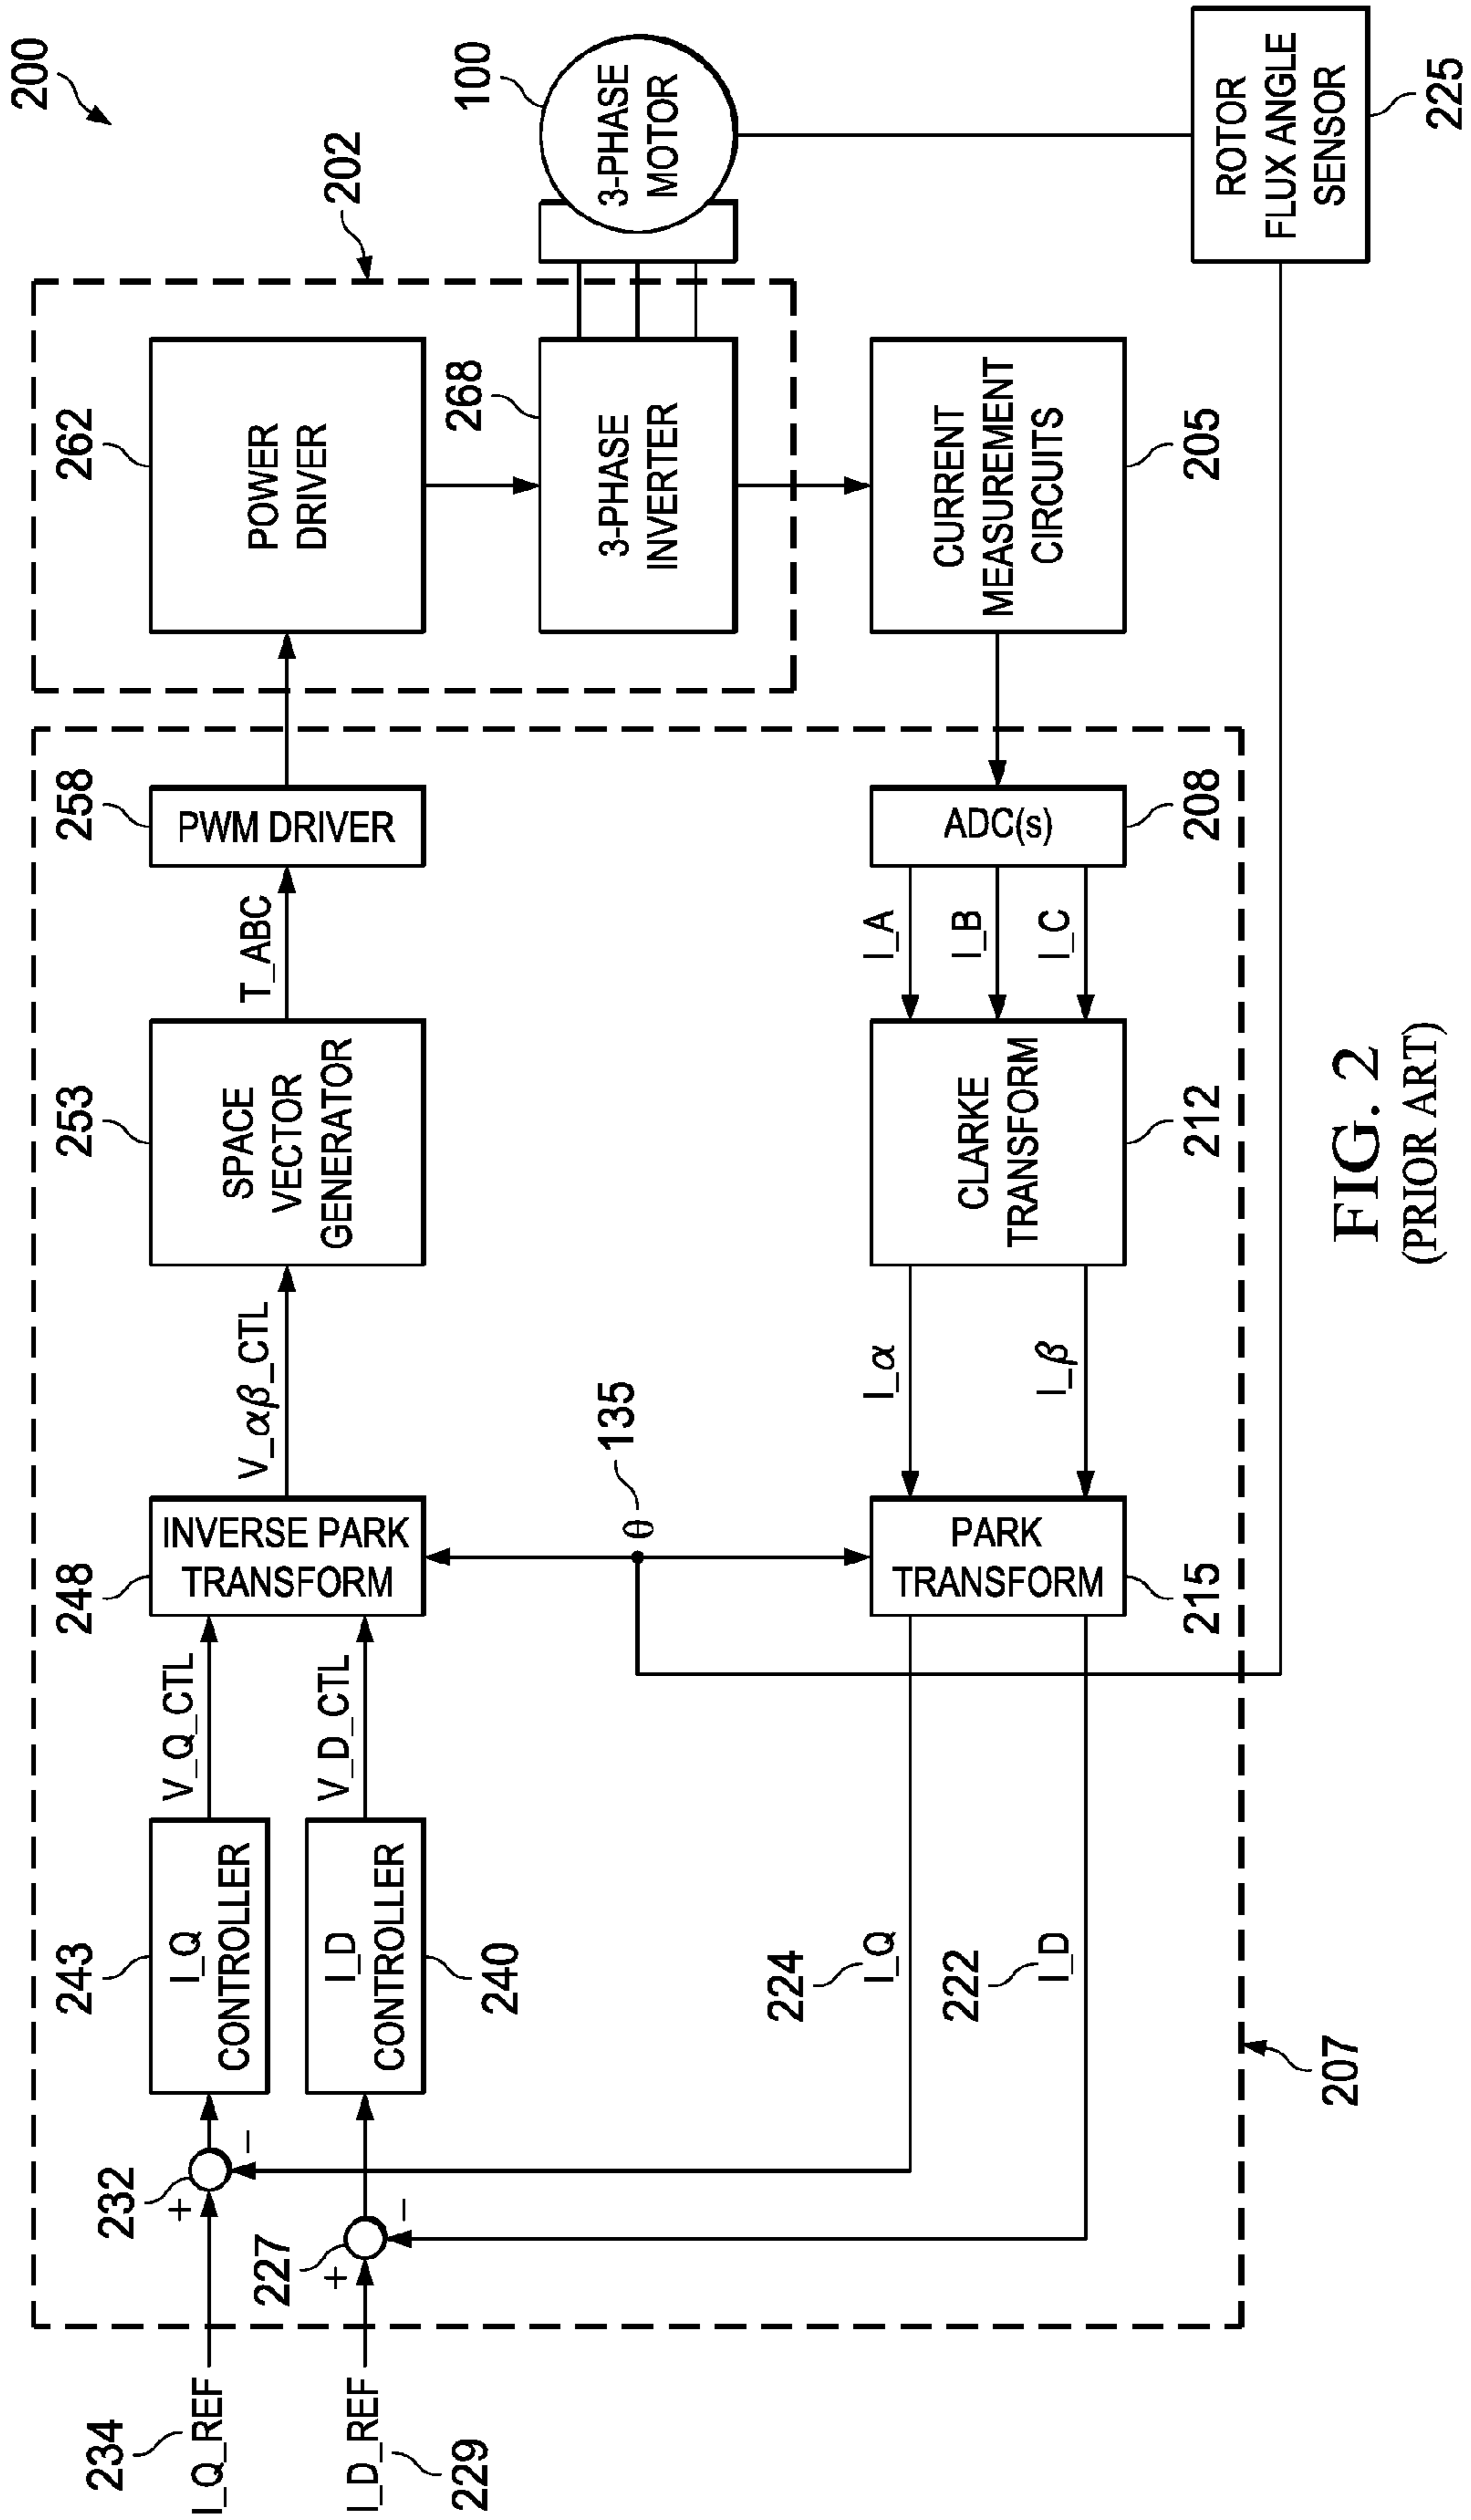 200
202
262
POWER
DRIVER
268
3-PHASE
INVERTER
100
3-PHASE
MOTOR
CURRENT
MEASUREMENT
CIRCUITS
205
ROTOR
FLUX ANGLE
SENSOR
225
258
PWM DRIVER
T_ABC
253
SPACE
VECTOR
GENERATOR
V_αβ_CTL
248
INVERSE PARK
TRANSFORM
V_Q_CTL
V_D_CTL
243
I_Q
CONTROLLER
I_D
CONTROLLER
240
232
+
−
227
+
−
234
I_Q_REF
I_D_REF
229
ADC(s)
208
I_A
I_B
I_C
CLARKE
TRANSFORM
212
I_α
I_β
135
θ
PARK
TRANSFORM
215
224
I_Q
222
I_D
207
FIG. 2
(PRIOR ART)